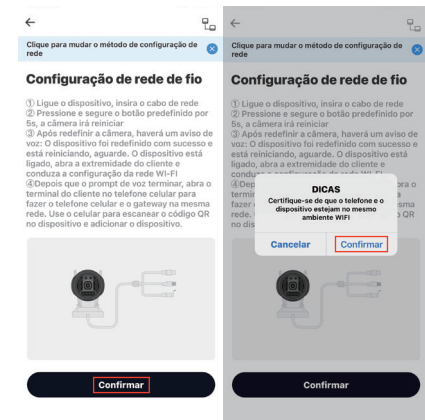 Clique para mudar o método de configuração de
rede
Configuração de rede de fio
① Ligue o dispositivo, insira o cabo de rede
② Pressione e segure o botão predefinido por
5s, a câmera irá reiniciar
③ Após redefinir a câmera, haverá um aviso de
voz: O dispositivo foi redefinido com sucesso e
está reiniciando, aguarde. O dispositivo está
ligado, abra a extremidade do cliente e
conduza a configuração da rede WI-FI
④Depois que o prompt de voz terminar, abra o
terminal do cliente no telefone celular para
fazer o telefone celular e o gateway na mesma
rede. Use o celular para escanear o código QR
no dispositivo e adicionar o dispositivo.
Confirmar
Clique para mudar o método de configuração de
rede
Configuração de rede de fio
① Ligue o dispositivo, insira o cabo de rede
② Pressione e segure o botão predefinido por
5s, a câmera irá reiniciar
③ Após redefinir a câmera, haverá um aviso de
voz: O dispositivo foi redefinido com sucesso e
está reiniciando, aguarde. O dispositivo está
ligado, abra a extremidade do cliente e
DICAS
Certifique-se de que o telefone e o
dispositivo estejam no mesmo
ambiente WIFI
Cancelar
Confirmar
Confirmar